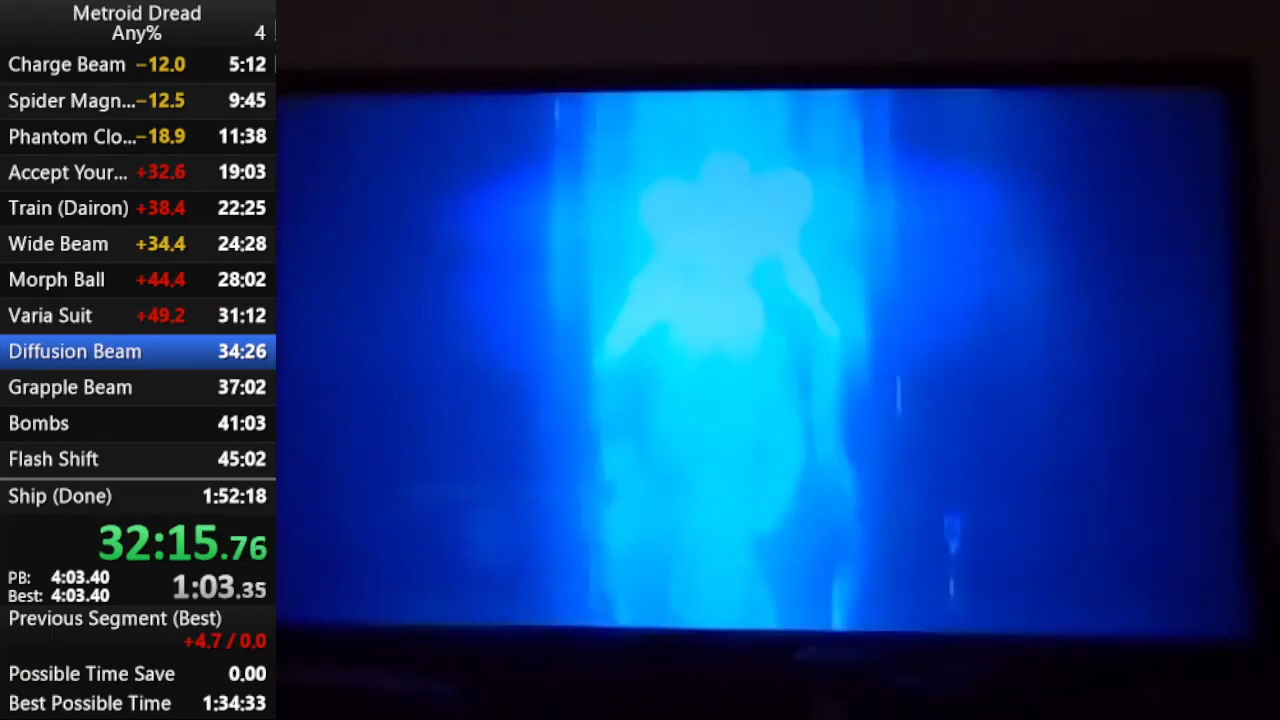 Metroid Dread
Any% 4
Charge Beam −12.0 5:12
Spider Magn... −12.5 9:45
Phantom Clo... −18.9 11:38
Accept Your... +32.6 19:03
Train (Dairon) +38.4 22:25
Wide Beam +34.4 24:28
Morph Ball +44.4 28:02
Varia Suit +49.2 31:12
Diffusion Beam 34:26
Grapple Beam 37:02
Bombs 41:03
Flash Shift 45:02
Ship (Done) 1:52:18
32:15.76
PB: 4:03.40 1:03.35
Best: 4:03.40
Previous Segment (Best)
+4.7 / 0.0
Possible Time Save 0.00
Best Possible Time 1:34:33